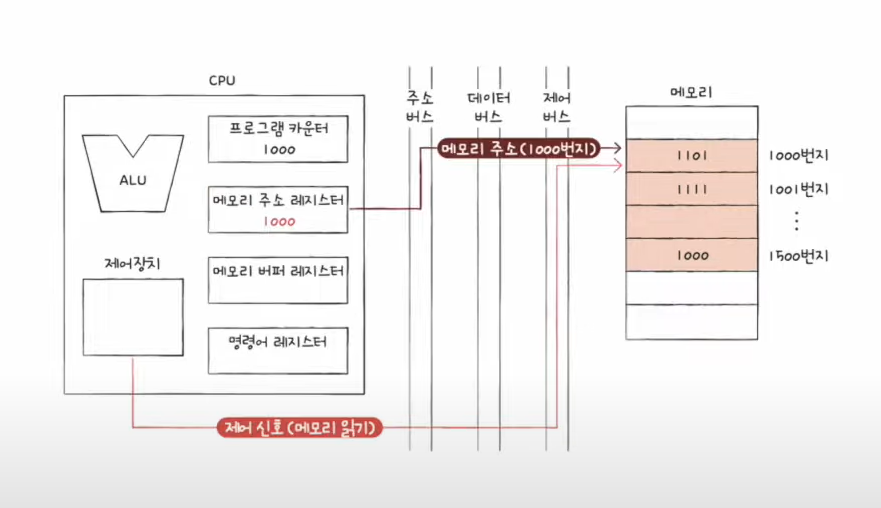 CPU
ALU
제어장치
프로그램 카운터
1000
메모리 주소 레지스터
1000
메모리 버퍼 레지스터
명령어 레지스터
주소
버스
데이터
버스
제어
버스
메모리 주소(1000번지)
제어 신호(메모리 읽기)
메모리
1101
1000번지
1111
1001번지
⋮
1000
1500번지